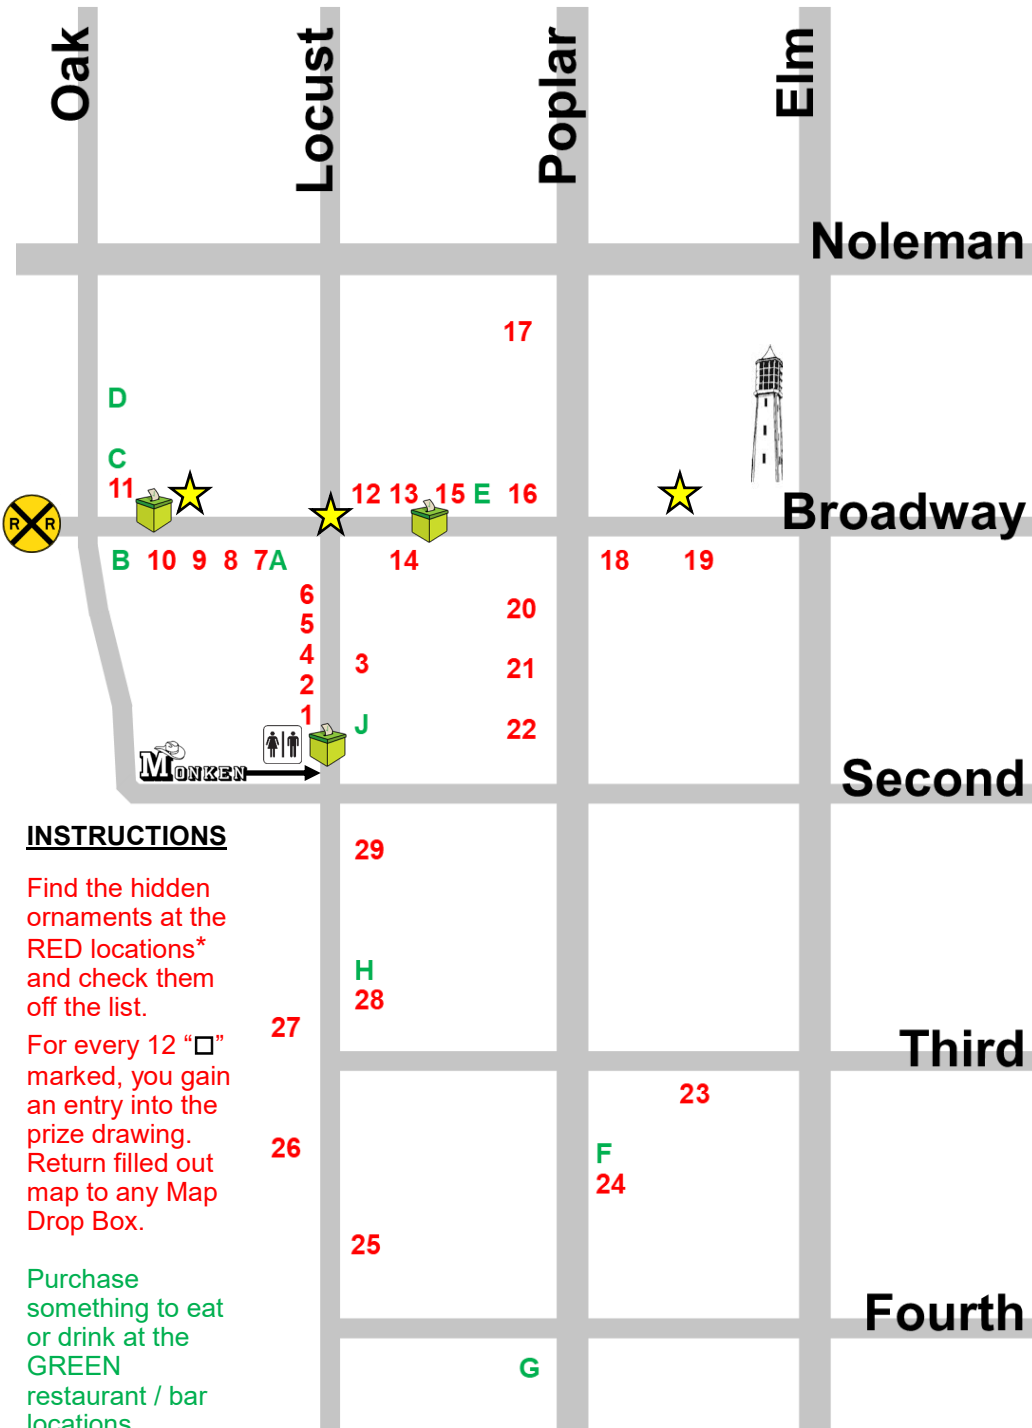 Oak
Locust
Poplar
Elm
Noleman
17
D
C
11
12 13 15 E 16
R R
Broadway
B 10 9 8 7 A
14
18 19
6
5
4
2
1
3
J
20
21
22
MONKEN
Second
29
H
28
27
Third
23
26
F
24
25
Fourth
G
INSTRUCTIONS
Find the hidden
ornaments at the
RED locations*
and check them
off the list.
For every 12 “□”
marked, you gain
an entry into the
prize drawing.
Return filled out
map to any Map
Drop Box.
Purchase
something to eat
or drink at the
GREEN
restaurant / bar
locations